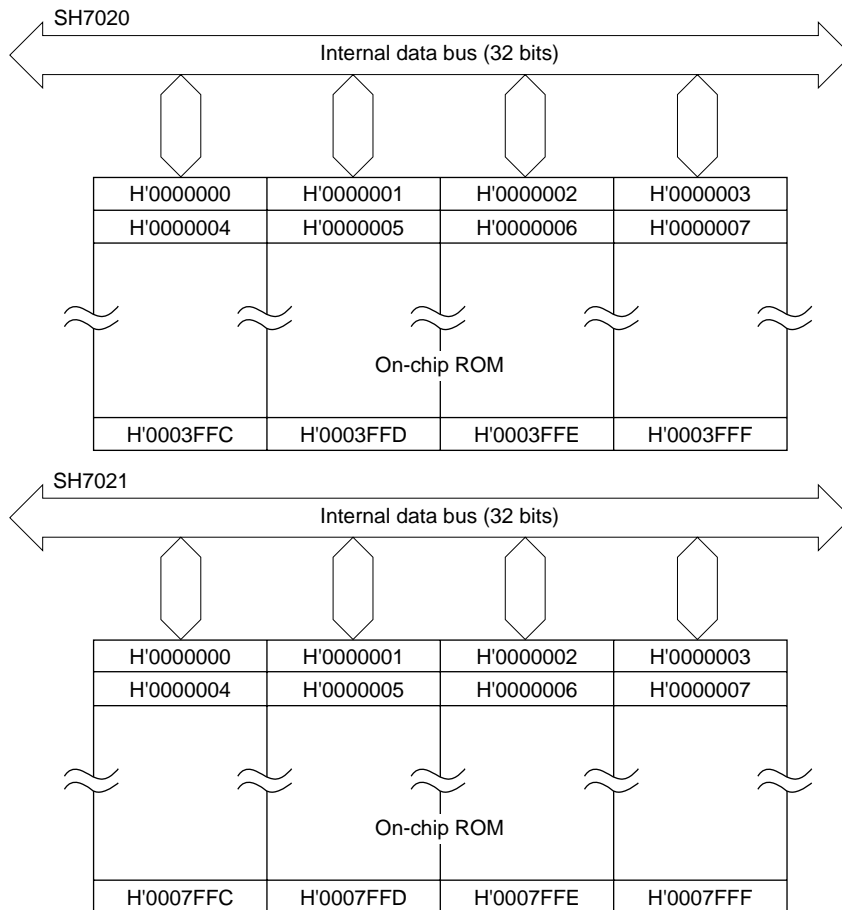 SH7020
Internal data bus (32 bits)
H'0000000 H'0000001 H'0000002 H'0000003
H'0000004 H'0000005 H'0000006 H'0000007
On-chip ROM
H'0003FFC H'0003FFD H'0003FFE H'0003FFF
SH7021
Internal data bus (32 bits)
H'0000000 H'0000001 H'0000002 H'0000003
H'0000004 H'0000005 H'0000006 H'0000007
On-chip ROM
H'0007FFC H'0007FFD H'0007FFE H'0007FFF